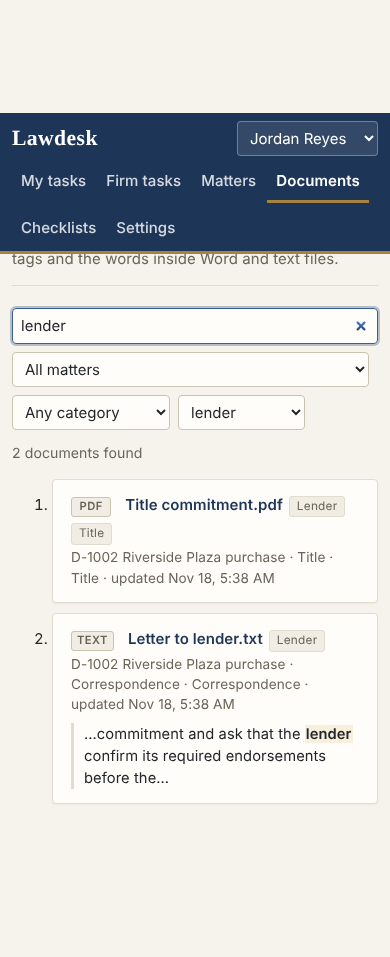 Lawdesk
Jordan Reyes
My tasks Firm tasks Matters Documents
Checklists Settings
tags and the words inside Word and text files.
lender ×
All matters
Any category lender
2 documents found
1. PDF Title commitment.pdf Lender
Title
D-1002 Riverside Plaza purchase · Title ·
Title · updated Nov 18, 5:38 AM
2. TEXT Letter to lender.txt Lender
D-1002 Riverside Plaza purchase ·
Correspondence · Correspondence ·
updated Nov 18, 5:38 AM
…commitment and ask that the lender
confirm its required endorsements
before the…